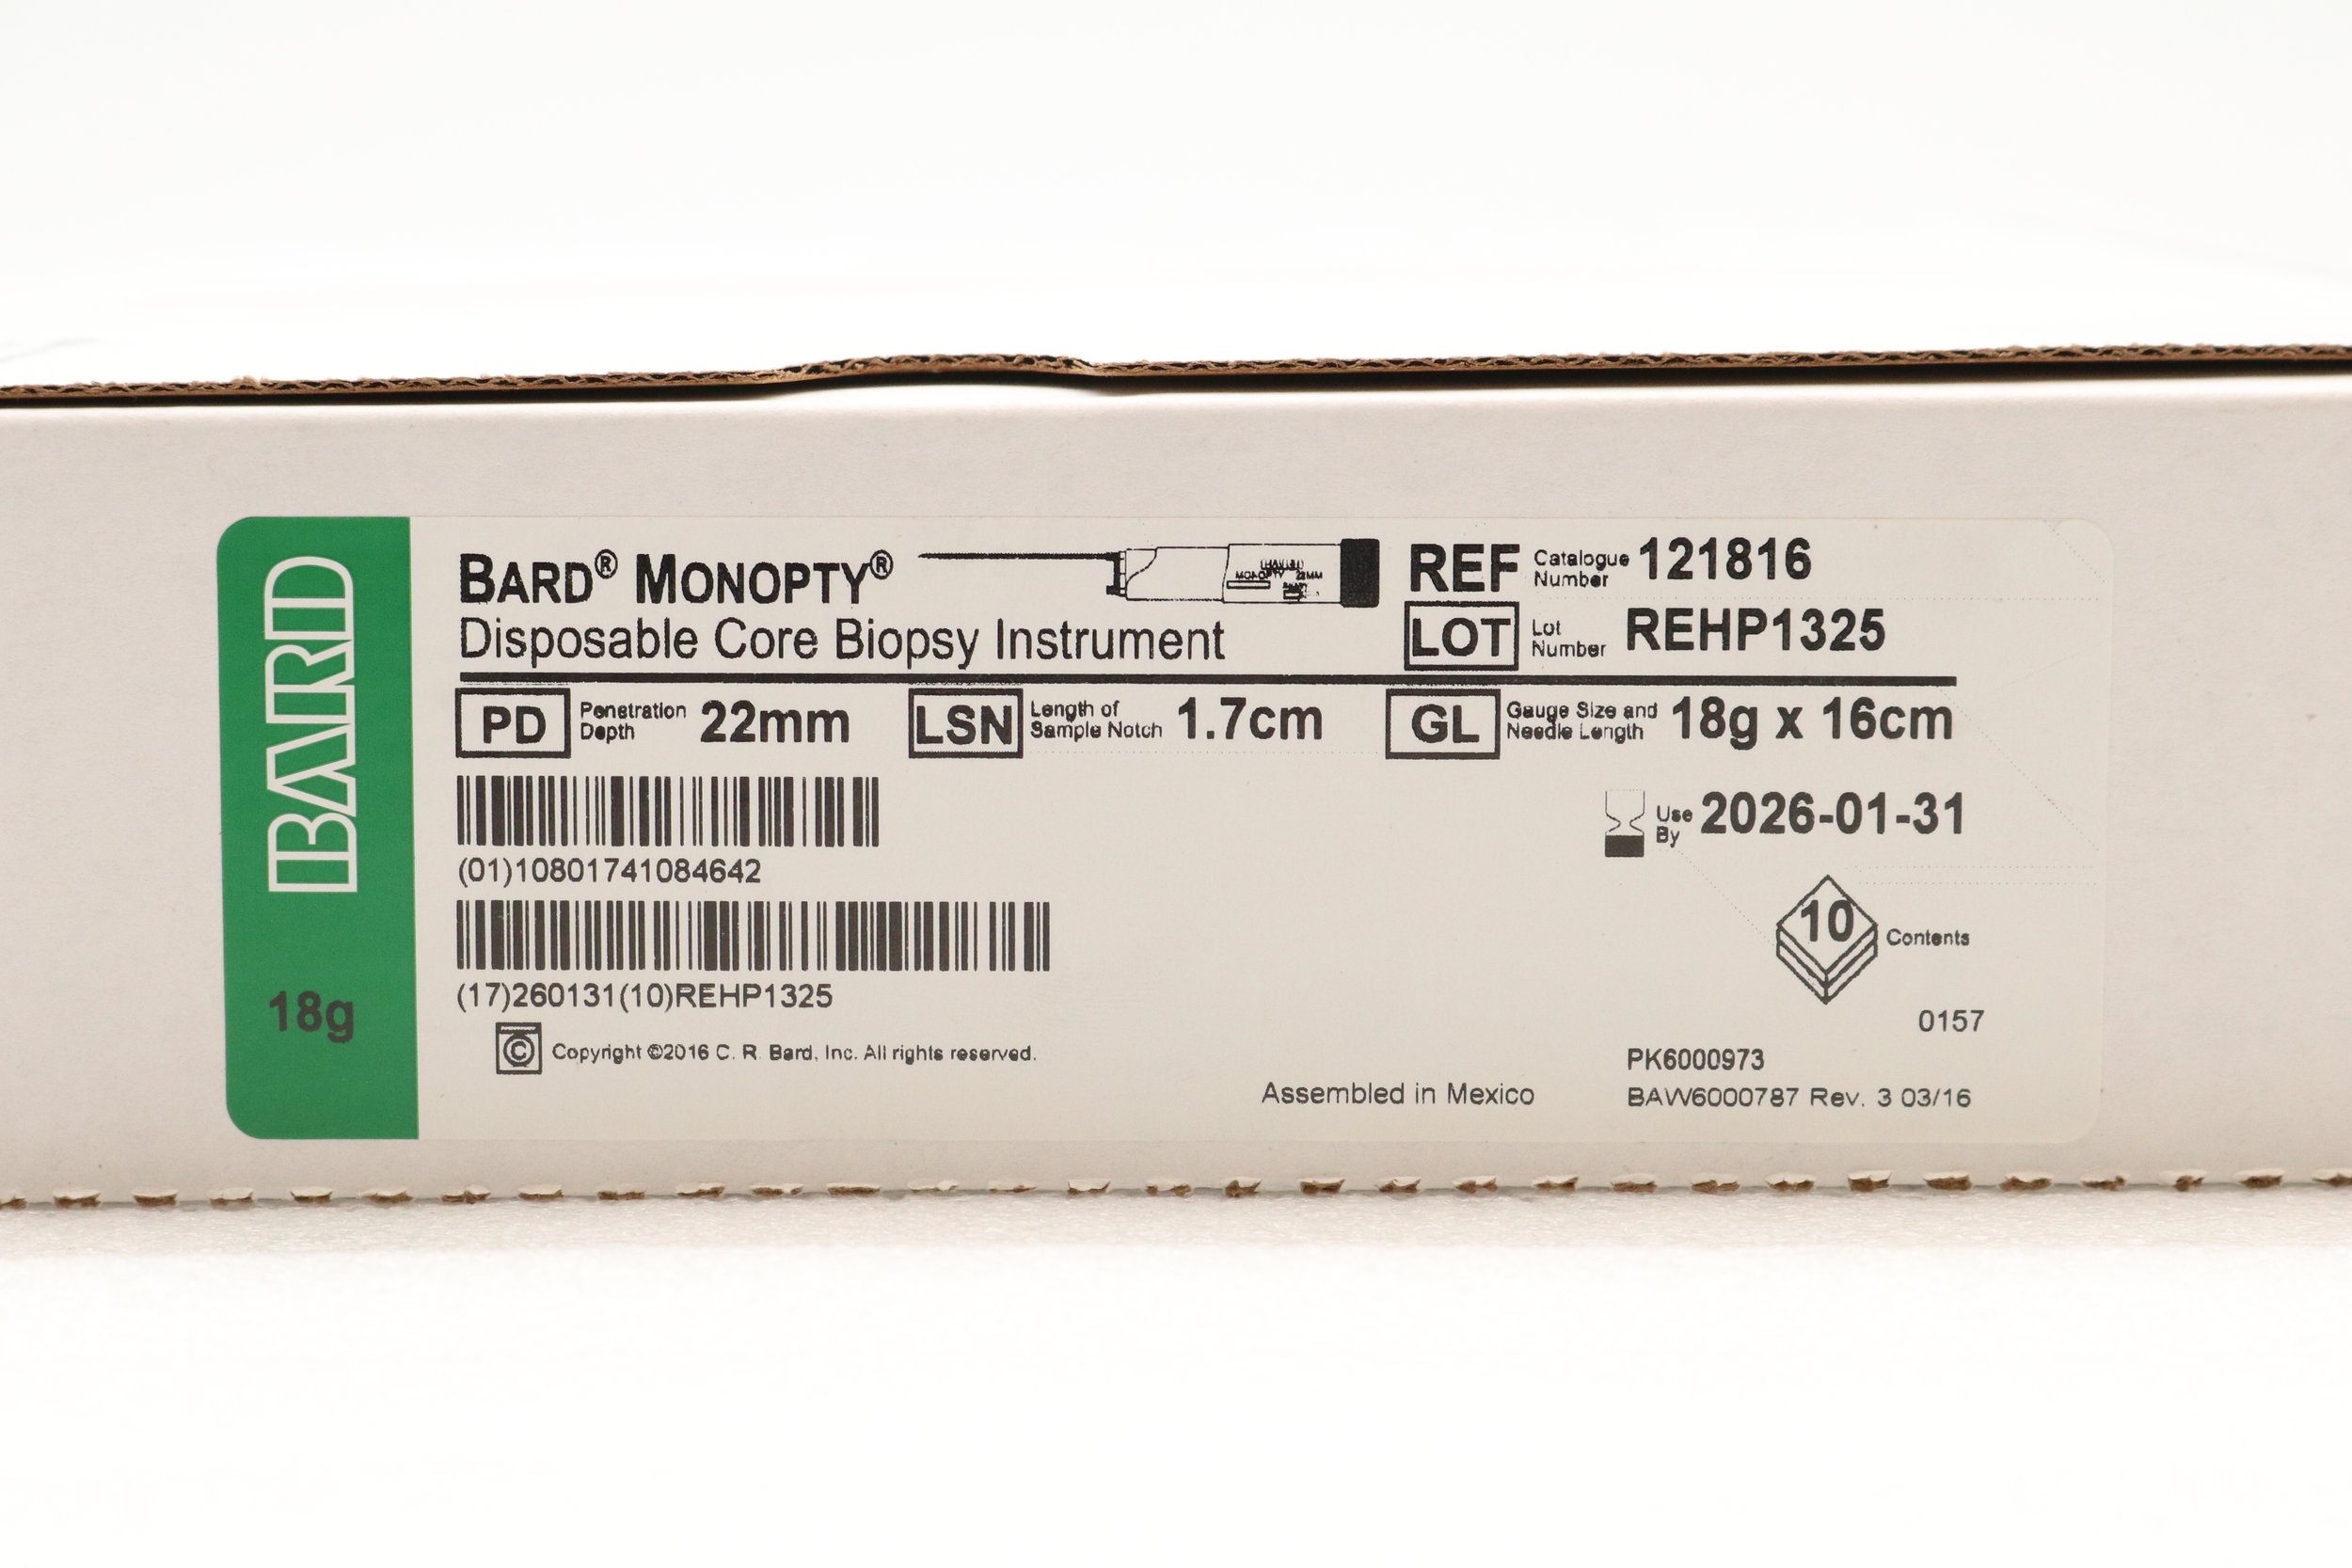 BARD
18g
BARD® MONOPTY®
Disposable Core Biopsy Instrument
REF Catalogue Number 121816
LOT Lot Number REHP1325
PD Penetration Depth 22mm
LSN Length of Sample Notch 1.7cm
GL Gauge Size and Needle Length 18g x 16cm
(01)10801741084642
Use By 2026-01-31
(17)260131(10)REHP1325
10 Contents
© Copyright ©2016 C. R. Bard, Inc. All rights reserved.
0157
PK6000973
Assembled in Mexico
BAW6000787 Rev. 3 03/16